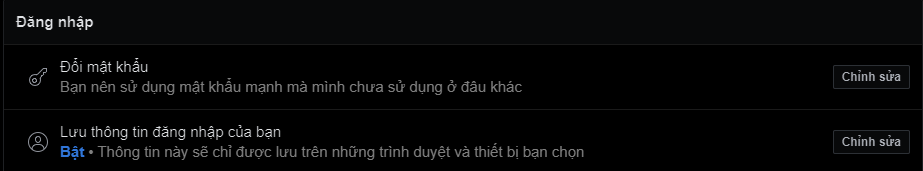 Đăng nhập
Đổi mật khẩu
Bạn nên sử dụng mật khẩu mạnh mà mình chưa sử dụng ở đâu khác
Chỉnh sửa
Lưu thông tin đăng nhập của bạn
Bật • Thông tin này sẽ chỉ được lưu trên những trình duyệt và thiết bị bạn chọn
Chỉnh sửa